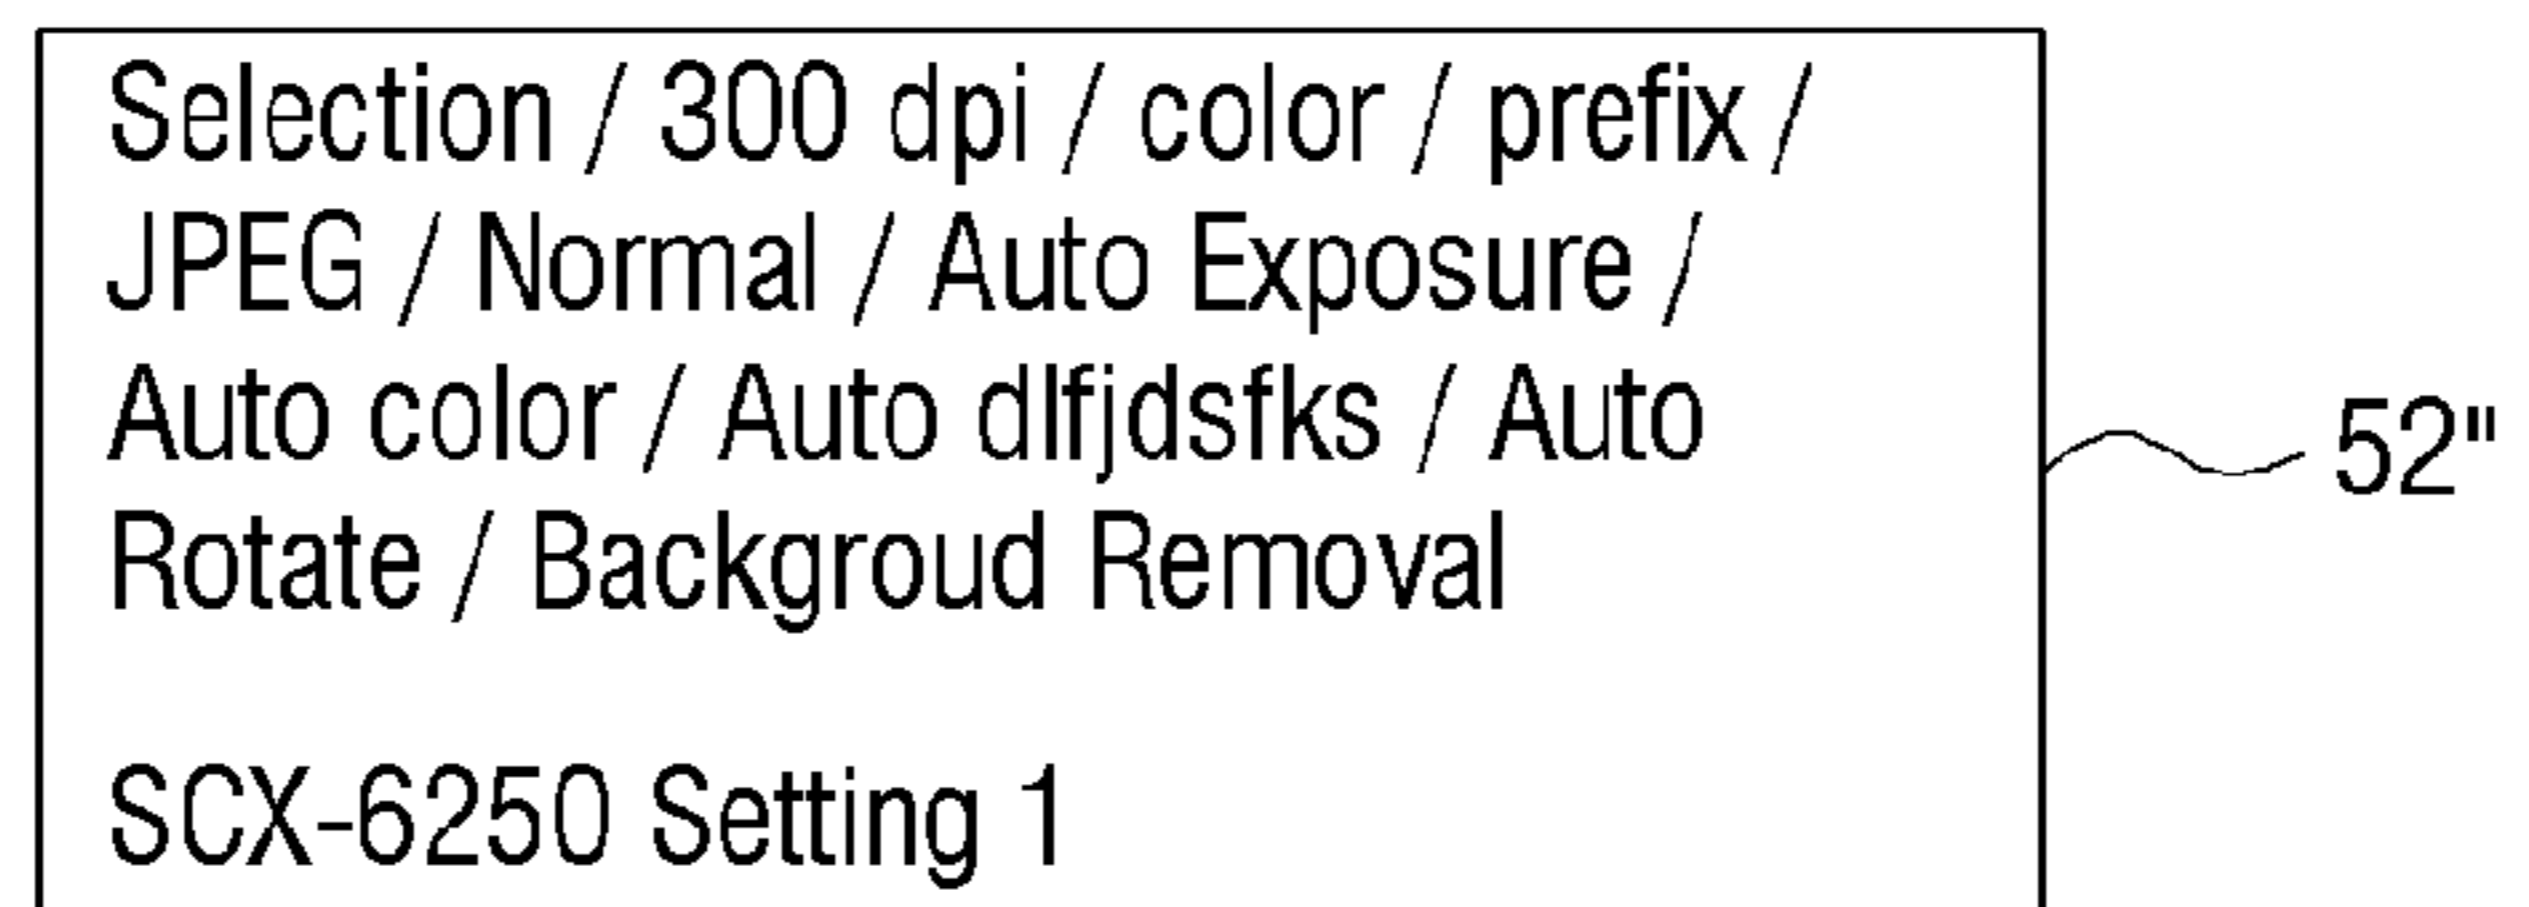 Selection / 300 dpi / color / prefix /
JPEG / Normal / Auto Exposure /
Auto color / Auto dlfjdsfks / Auto
Rotate / Backgroud Removal
SCX-6250 Setting 1
52"